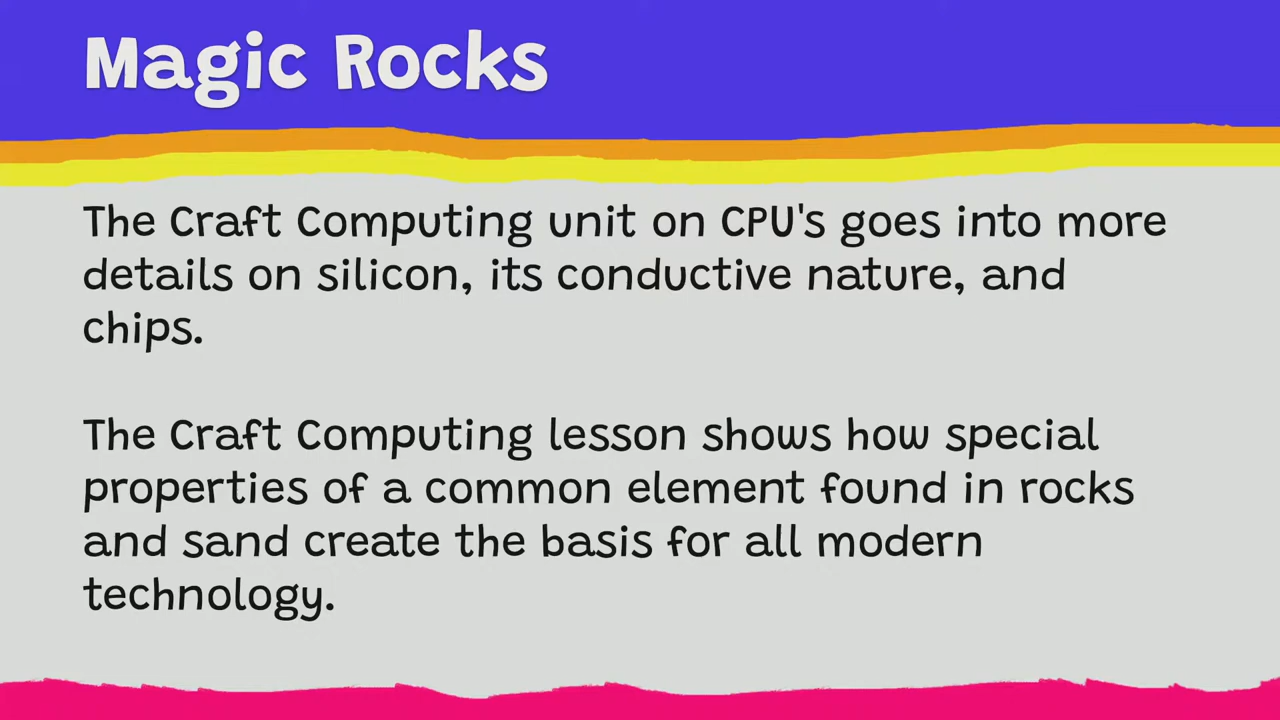 Magic Rocks
The Craft Computing unit on CPU's goes into more
details on silicon, its conductive nature, and
chips.
The Craft Computing lesson shows how special
properties of a common element found in rocks
and sand create the basis for all modern
technology.